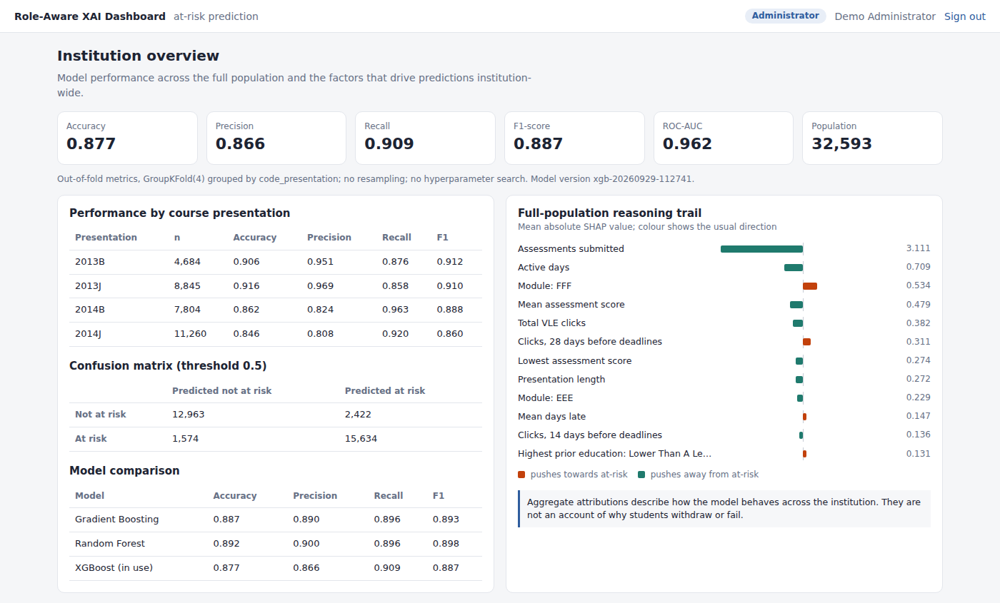 Role-Aware XAI Dashboard at-risk prediction Administrator Demo Administrator Sign out
Institution overview
Model performance across the full population and the factors that drive predictions institution-
wide.
Accuracy Precision Recall F1-score ROC-AUC Population
0.877 0.866 0.909 0.887 0.962 32,593
Out-of-fold metrics, GroupKFold(4) grouped by code_presentation; no resampling; no hyperparameter search. Model version xgb-20260929-112741.
Performance by course presentation
Presentation n Accuracy Precision Recall F1
2013B 4,684 0.906 0.951 0.876 0.912
2013J 8,845 0.916 0.969 0.858 0.910
2014B 7,804 0.862 0.824 0.963 0.888
2014J 11,260 0.846 0.808 0.920 0.860
Confusion matrix (threshold 0.5)
Predicted not at risk Predicted at risk
Not at risk 12,963 2,422
At risk 1,574 15,634
Model comparison
Model Accuracy Precision Recall F1
Gradient Boosting 0.887 0.890 0.896 0.893
Random Forest 0.892 0.900 0.896 0.898
XGBoost (in use) 0.877 0.866 0.909 0.887
Full-population reasoning trail
Mean absolute SHAP value; colour shows the usual direction
Assessments submitted 3.111
Active days 0.709
Module: FFF 0.534
Mean assessment score 0.479
Total VLE clicks 0.382
Clicks, 28 days before deadlines 0.311
Lowest assessment score 0.274
Presentation length 0.272
Module: EEE 0.229
Mean days late 0.147
Clicks, 14 days before deadlines 0.136
Highest prior education: Lower Than A Le... 0.131
pushes towards at-risk pushes away from at-risk
Aggregate attributions describe how the model behaves across the institution. They are
not an account of why students withdraw or fail.